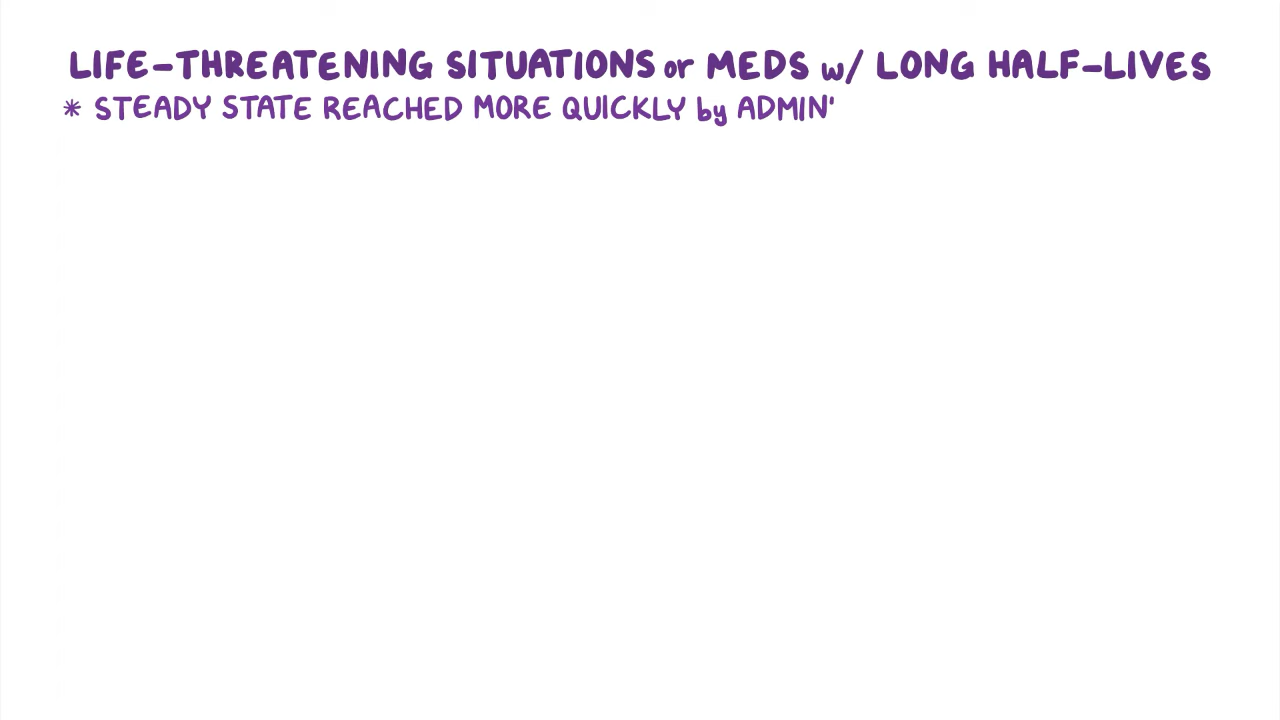 LIFE-THREATENING SITUATIONS or MEDS w/ LONG HALF-LIVES
* STEADY STATE REACHED MORE QUICKLY by ADMIN'